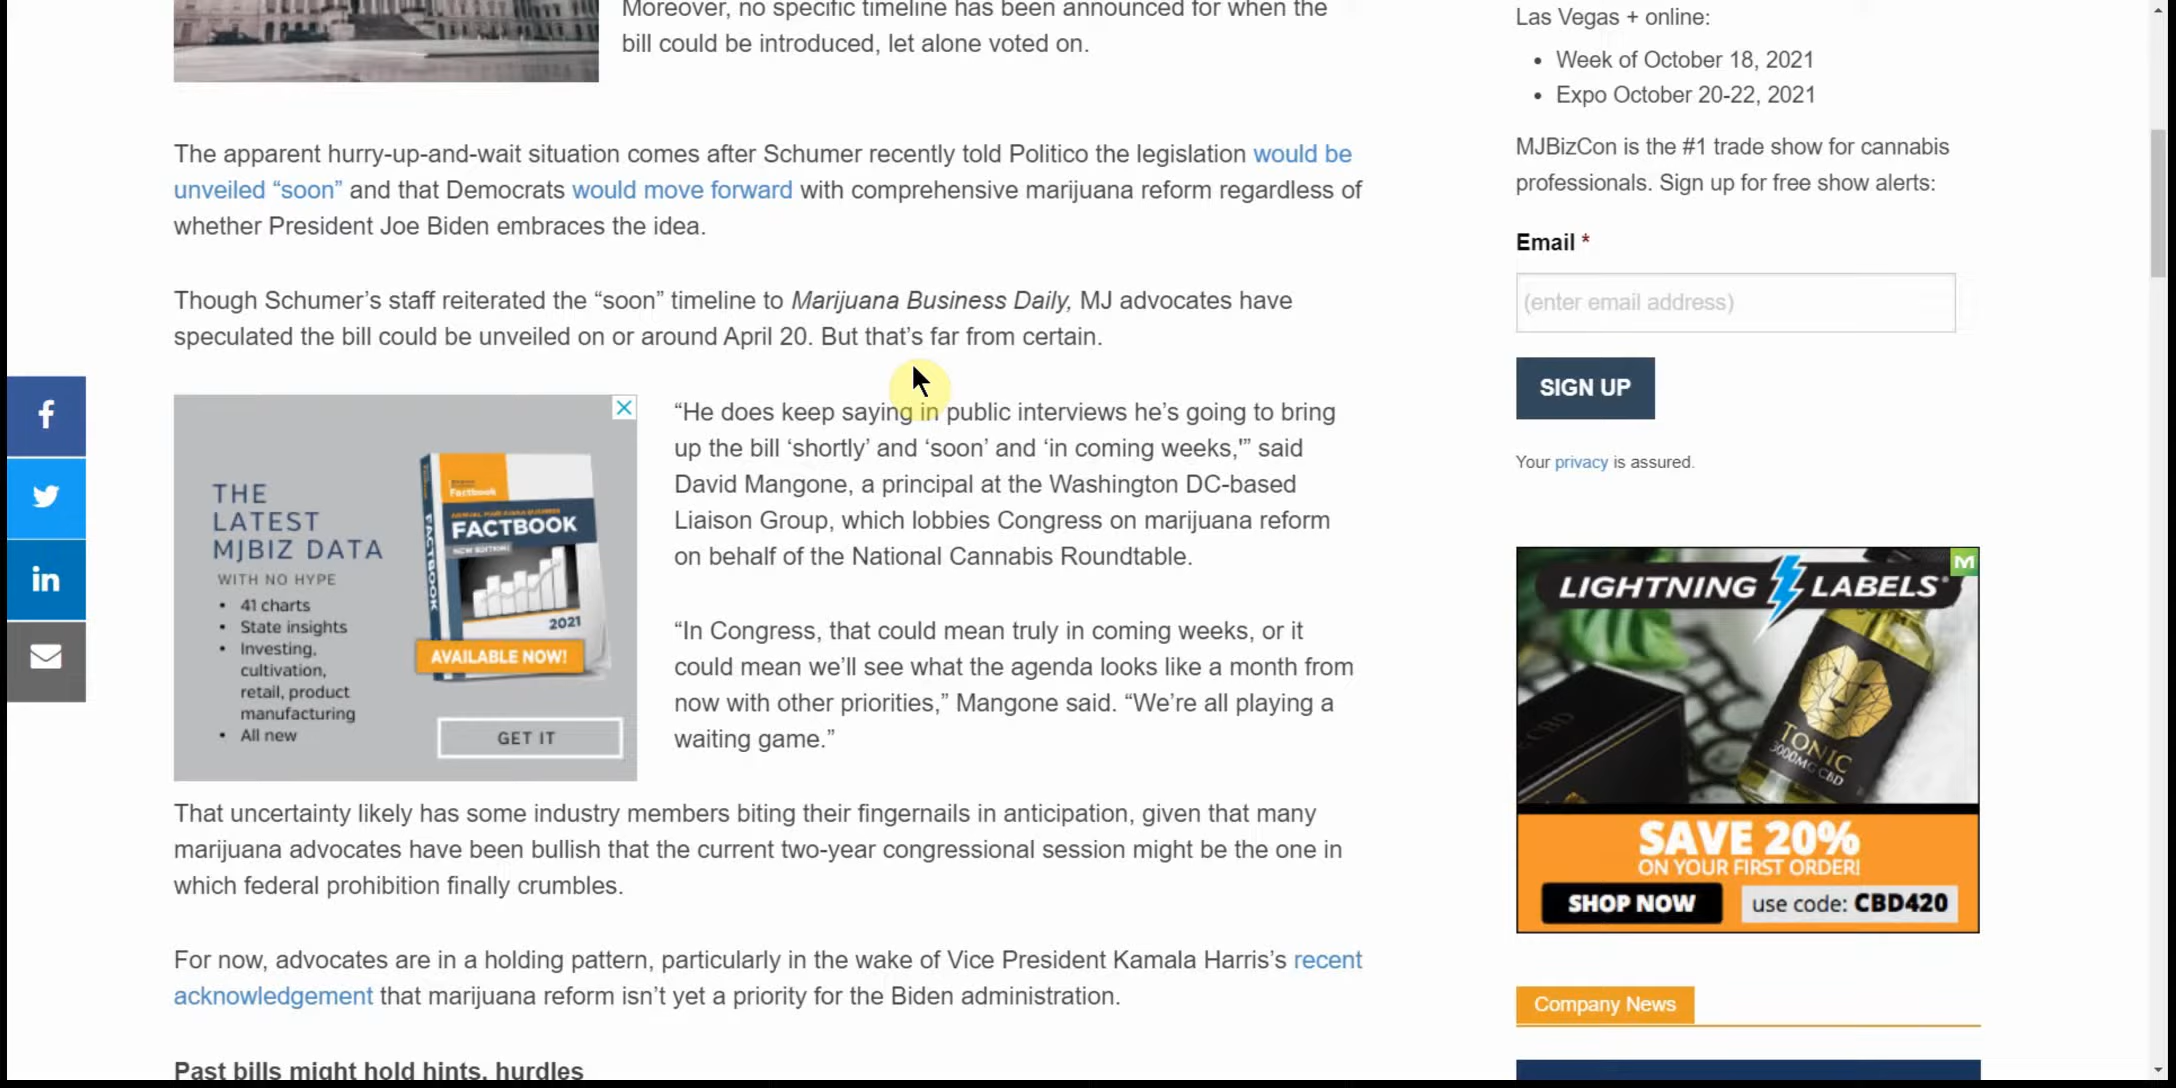 Moreover, no specific timeline has been announced for when the
bill could be introduced, let alone voted on.
The apparent hurry-up-and-wait situation comes after Schumer recently told Politico the legislation would be
unveiled “soon” and that Democrats would move forward with comprehensive marijuana reform regardless of
whether President Joe Biden embraces the idea.
Though Schumer’s staff reiterated the “soon” timeline to Marijuana Business Daily, MJ advocates have
speculated the bill could be unveiled on or around April 20. But that’s far from certain.
“He does keep saying in public interviews he’s going to bring
up the bill ‘shortly’ and ‘soon’ and ‘in coming weeks,'” said
David Mangone, a principal at the Washington DC-based
Liaison Group, which lobbies Congress on marijuana reform
on behalf of the National Cannabis Roundtable.
“In Congress, that could mean truly in coming weeks, or it
could mean we’ll see what the agenda looks like a month from
now with other priorities,” Mangone said. “We’re all playing a
waiting game.”
THE
LATEST
MJBIZ DATA
WITH NO HYPE
• 41 charts
• State insights
• Investing,
cultivation,
retail, product
manufacturing
• All new
Factbook
FACTBOOK
NEW EDITION!
FACTBOOK
2021
AVAILABLE NOW!
GET IT
That uncertainty likely has some industry members biting their fingernails in anticipation, given that many
marijuana advocates have been bullish that the current two-year congressional session might be the one in
which federal prohibition finally crumbles.
For now, advocates are in a holding pattern, particularly in the wake of Vice President Kamala Harris’s recent
acknowledgement that marijuana reform isn’t yet a priority for the Biden administration.
Past bills might hold hints, hurdles
f
in
Las Vegas + online:
• Week of October 18, 2021
• Expo October 20-22, 2021
MJBizCon is the #1 trade show for cannabis
professionals. Sign up for free show alerts:
Email *
(enter email address)
SIGN UP
Your privacy is assured.
M
LIGHTNING LABELS®
TONIC
3000MG CBD
CBD
SAVE 20%
ON YOUR FIRST ORDER!
SHOP NOW
use code: CBD420
Company News